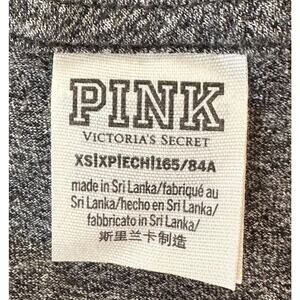 PINK
VICTORIA'S SECRET
XS|XP|ECH|165/84A
made in Sri Lanka/fabriqué au
Sri Lanka/hecho en Sri Lanka/
fabbricato in Sri Lanka/
斯里兰卡制造